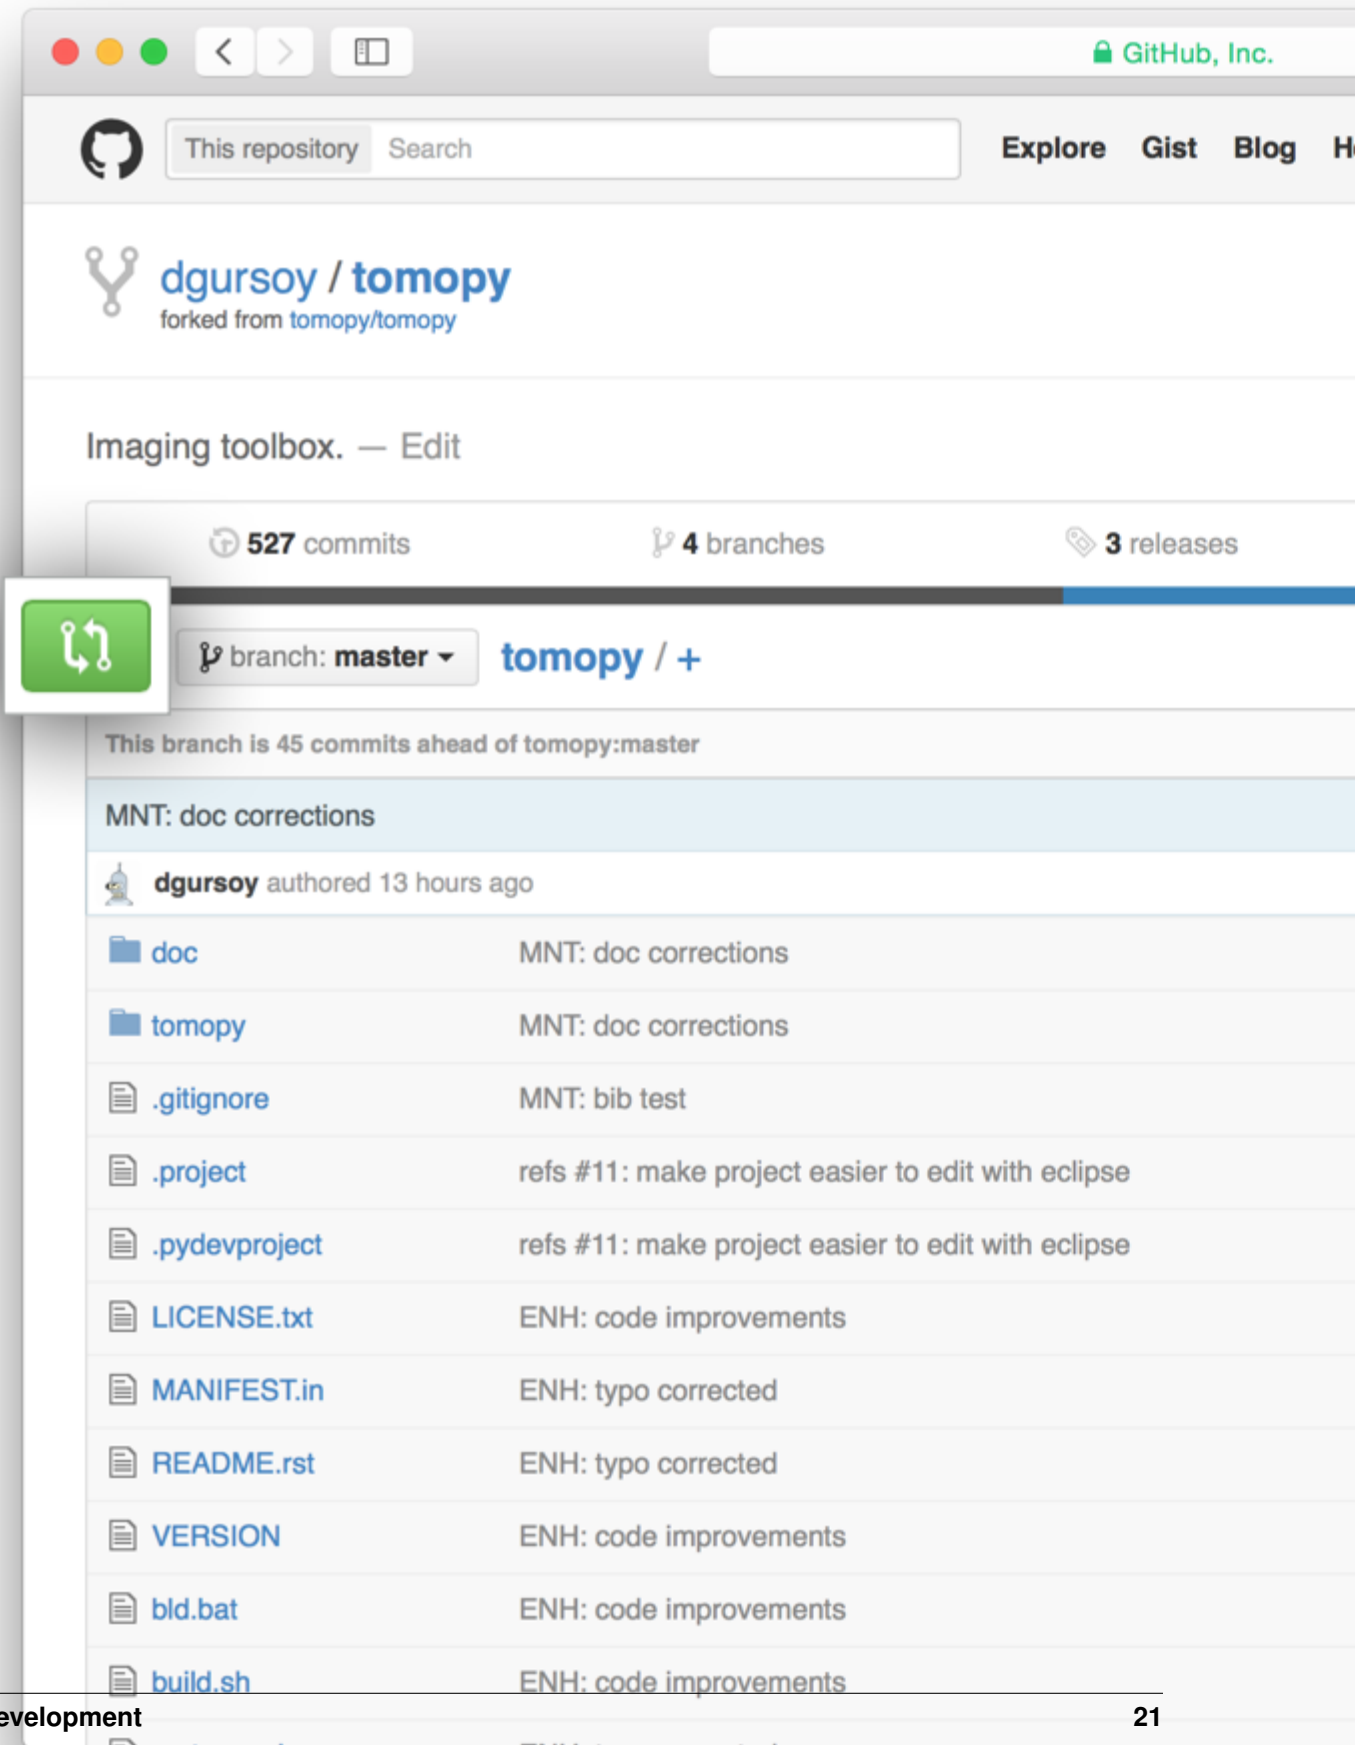 GitHub, Inc.
This repository Search Explore Gist Blog
dgursoy / tomopy
forked from tomopy/tomopy
Imaging toolbox. — Edit
527 commits 4 branches 3 releases
branch: master tomopy / +
This branch is 45 commits ahead of tomopy:master
MNT: doc corrections
dgursoy authored 13 hours ago
doc MNT: doc corrections
tomopy MNT: doc corrections
.gitignore MNT: bib test
.project refs #11: make project easier to edit with eclipse
.pydevproject refs #11: make project easier to edit with eclipse
LICENSE.txt ENH: code improvements
MANIFEST.in ENH: typo corrected
README.rst ENH: typo corrected
VERSION ENH: code improvements
bld.bat ENH: code improvements
build.sh ENH: code improvements
evelopment 21